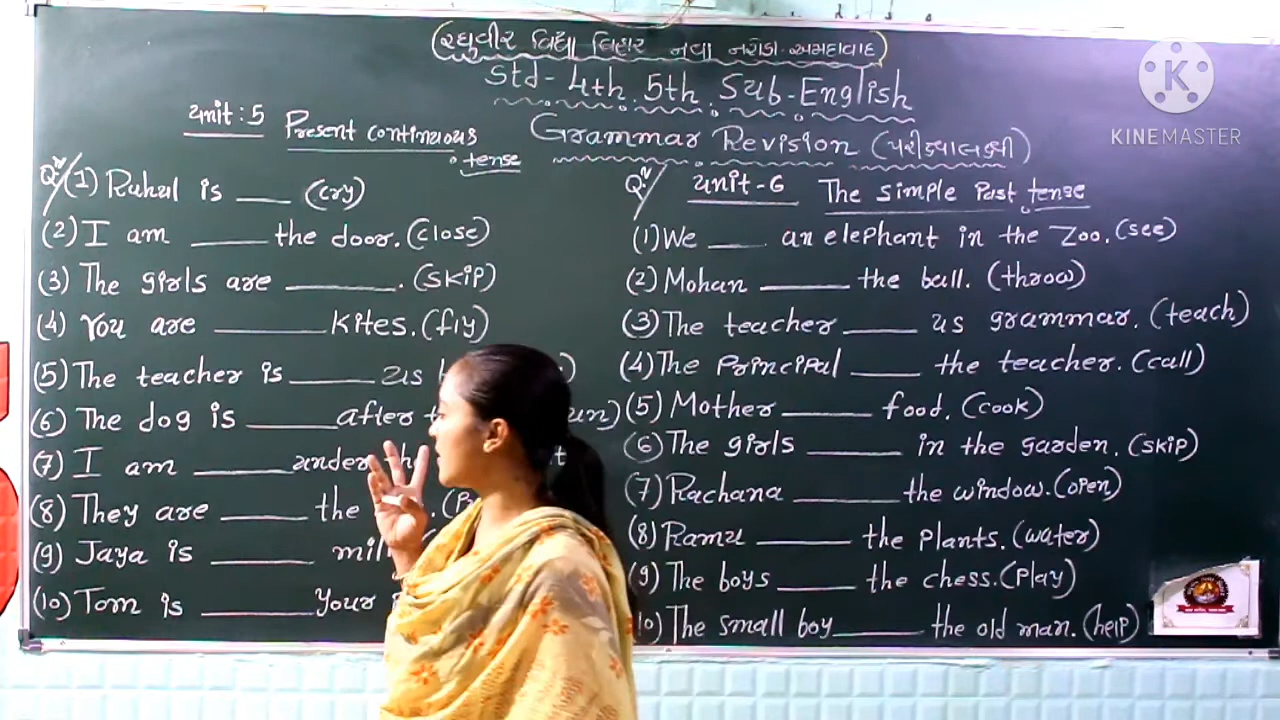 (રઘુવીર વિદ્યા વિહાર નવા નરોડા-અમદાવાદ)
Std-4th, 5th, Sub-English
Unit:5 Present continuous tense
Grammar Revision (પરીક્ષાલક્ષી)
Q:~
(1) Rahul is ___ (cry)
(2) I am ___ the door. (close)
(3) The girls are ___. (skip)
(4) You are ___ kites. (fly)
(5) The teacher is ___ us
(6) The dog is ___ after
(7) I am ___ under
(8) They are ___ the
(9) Jaya is ___
(10) Tom is ___ your
Q:~ Unit-6 The simple Past tense
(1) We ___ an elephant in the zoo. (see)
(2) Mohan ___ the ball. (throw)
(3) The teacher ___ us grammar. (teach)
(4) The Principal ___ the teacher. (call)
(5) Mother ___ food. (cook)
(6) The girls ___ in the garden. (skip)
(7) Rachana ___ the window. (open)
(8) Ramu ___ the plants. (water)
(9) The boys ___ the chess. (play)
10) The small boy ___ the old man. (help)
K
KINEMASTER